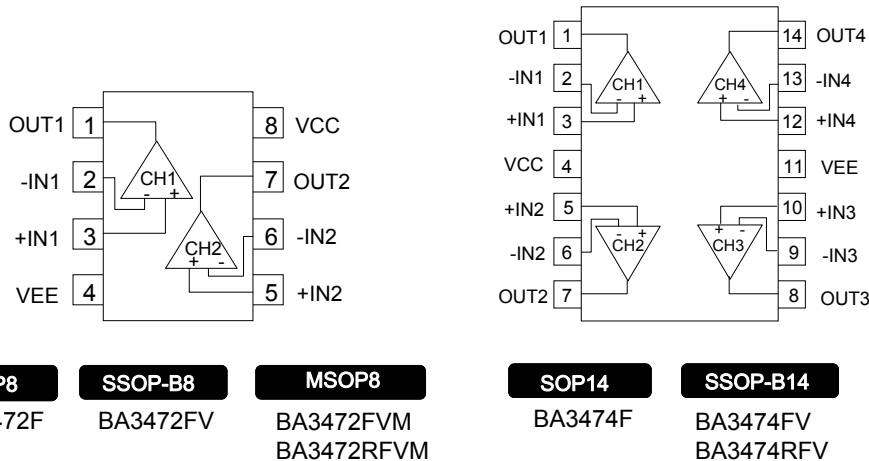 OUT1 1
-IN1 2
+IN1 3
VEE 4
CH1
- +
CH2
+ -
8 VCC
7 OUT2
6 -IN2
5 +IN2
OUT1 1
-IN1 2
+IN1 3
VCC 4
+IN2 5
-IN2 6
OUT2 7
CH1
- +
CH4
+ -
CH2
- +
CH3
+ -
14 OUT4
13 -IN4
12 +IN4
11 VEE
10 +IN3
9 -IN3
8 OUT3
P8
72F
SSOP-B8
BA3472FV
MSOP8
BA3472FVM
BA3472RFVM
SOP14
BA3474F
SSOP-B14
BA3474FV
BA3474RFV